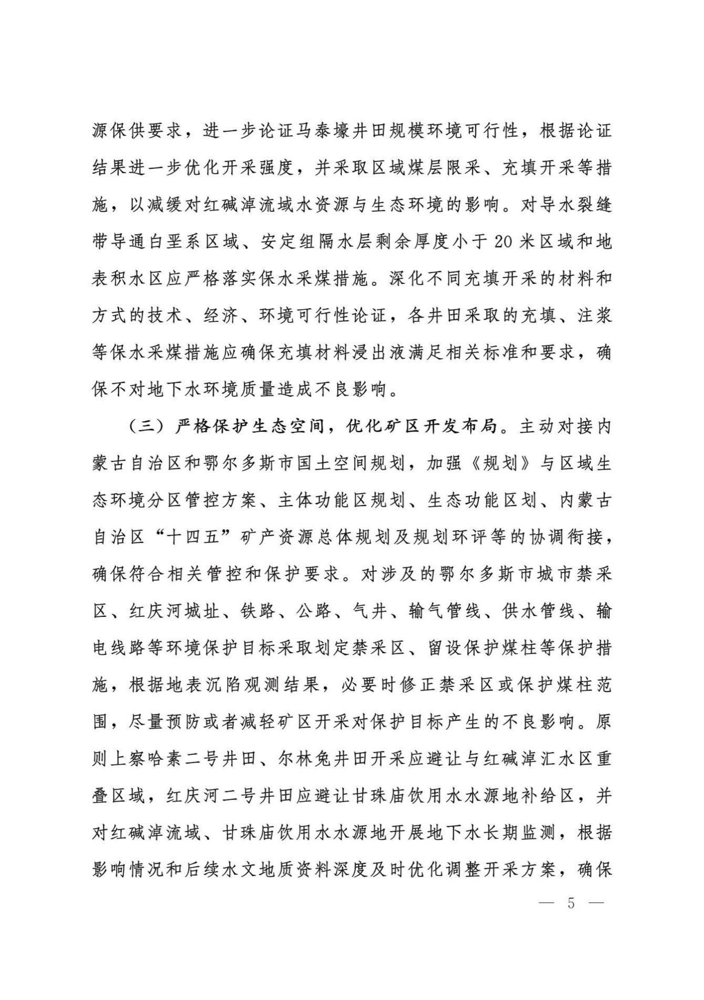 源保供要求，进一步论证马泰壕井田规模环境可行性，根据论证
结果进一步优化开采强度，并采取区域煤层限采、充填开采等措
施，以减缓对红碱淖流域水资源与生态环境的影响。对导水裂缝
带导通白垩系区域、安定组隔水层剩余厚度小于 20 米区域和地
表积水区应严格落实保水采煤措施。深化不同充填开采的材料和
方式的技术、经济、环境可行性论证，各井田采取的充填、注浆
等保水采煤措施应确保充填材料浸出液满足相关标准和要求，确
保不对地下水环境质量造成不良影响。
（三）严格保护生态空间，优化矿区开发布局。主动对接内
蒙古自治区和鄂尔多斯市国土空间规划，加强《规划》与区域生
态环境分区管控方案、主体功能区规划、生态功能区划、内蒙古
自治区“十四五”矿产资源总体规划及规划环评等的协调衔接，
确保符合相关管控和保护要求。对涉及的鄂尔多斯市城市禁采
区、红庆河城址、铁路、公路、气井、输气管线、供水管线、输
电线路等环境保护目标采取划定禁采区、留设保护煤柱等保护措
施，根据地表沉陷观测结果，必要时修正禁采区或保护煤柱范
围，尽量预防或者减轻矿区开采对保护目标产生的不良影响。原
则上察哈素二号井田、尔林兔井田开采应避让与红碱淖汇水区重
叠区域，红庆河二号井田应避让甘珠庙饮用水水源地补给区，并
对红碱淖流域、甘珠庙饮用水水源地开展地下水长期监测，根据
影响情况和后续水文地质资料深度及时优化调整开采方案，确保
— 5 —